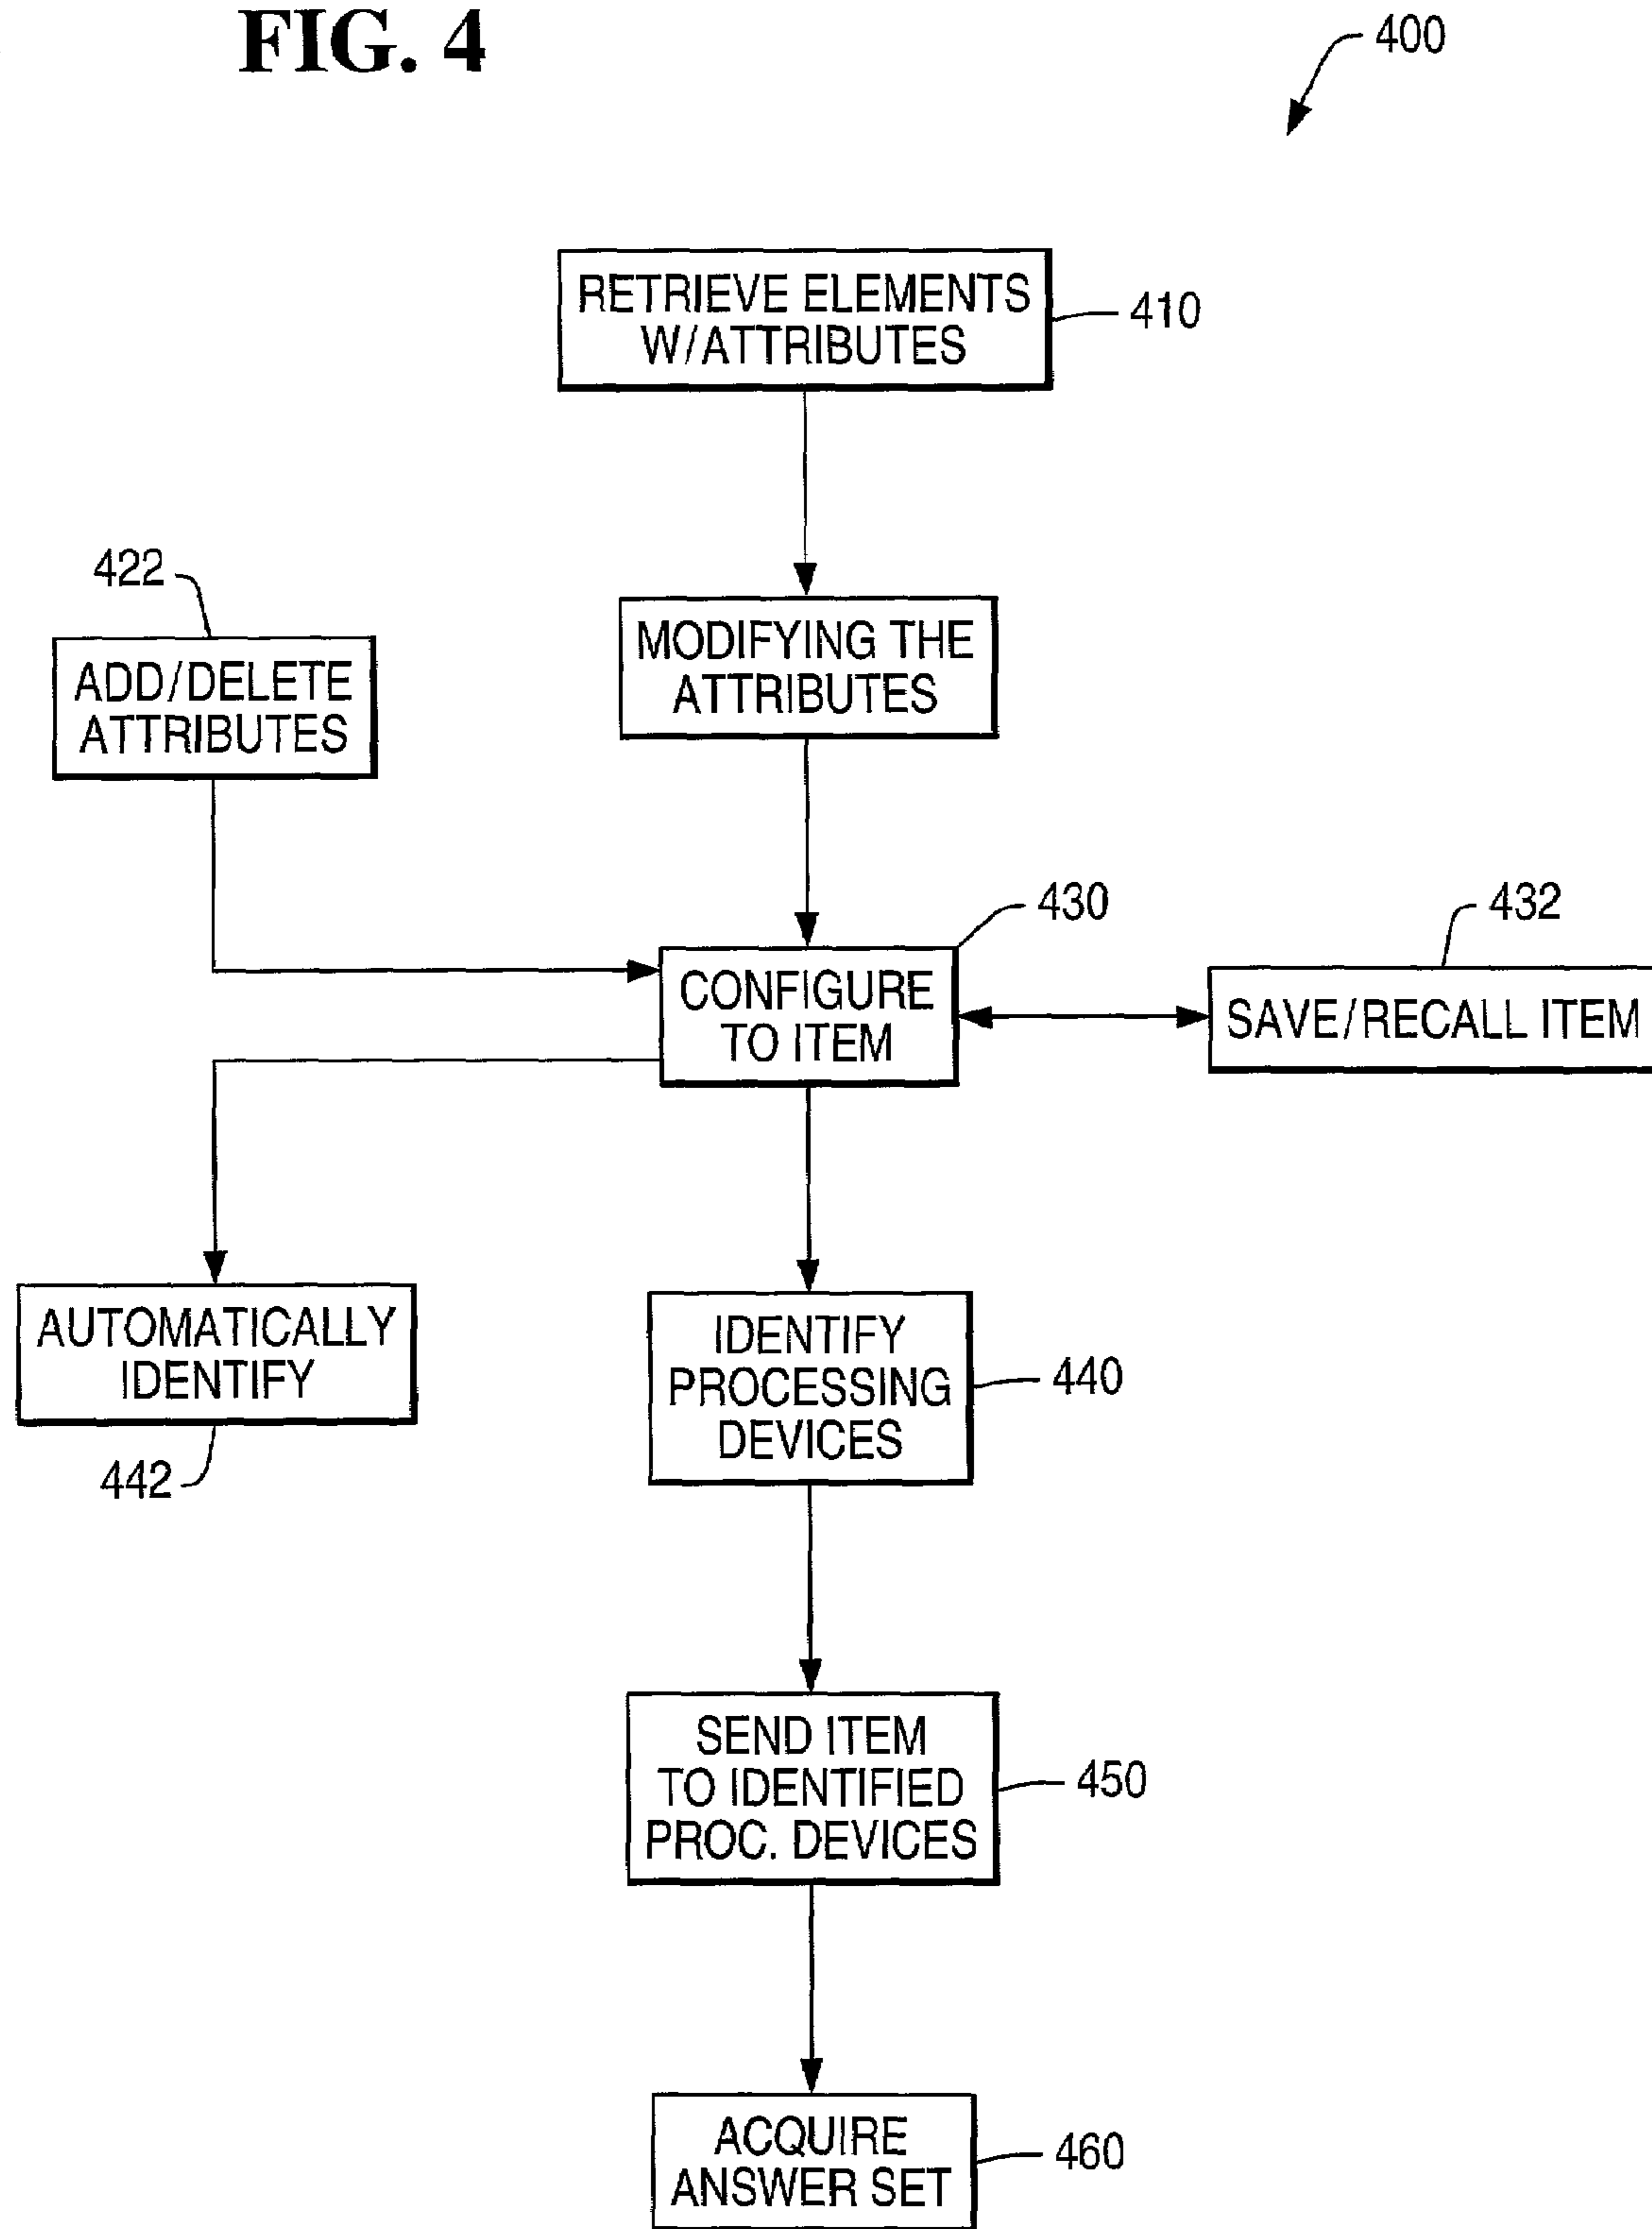 FIG. 4
400
RETRIEVE ELEMENTS
W/ATTRIBUTES
410
422
ADD/DELETE
ATTRIBUTES
MODIFYING THE
ATTRIBUTES
430
432
CONFIGURE
TO ITEM
SAVE/RECALL ITEM
AUTOMATICALLY
IDENTIFY
442
IDENTIFY
PROCESSING
DEVICES
440
SEND ITEM
TO IDENTIFIED
PROC. DEVICES
450
ACQUIRE
ANSWER SET
460